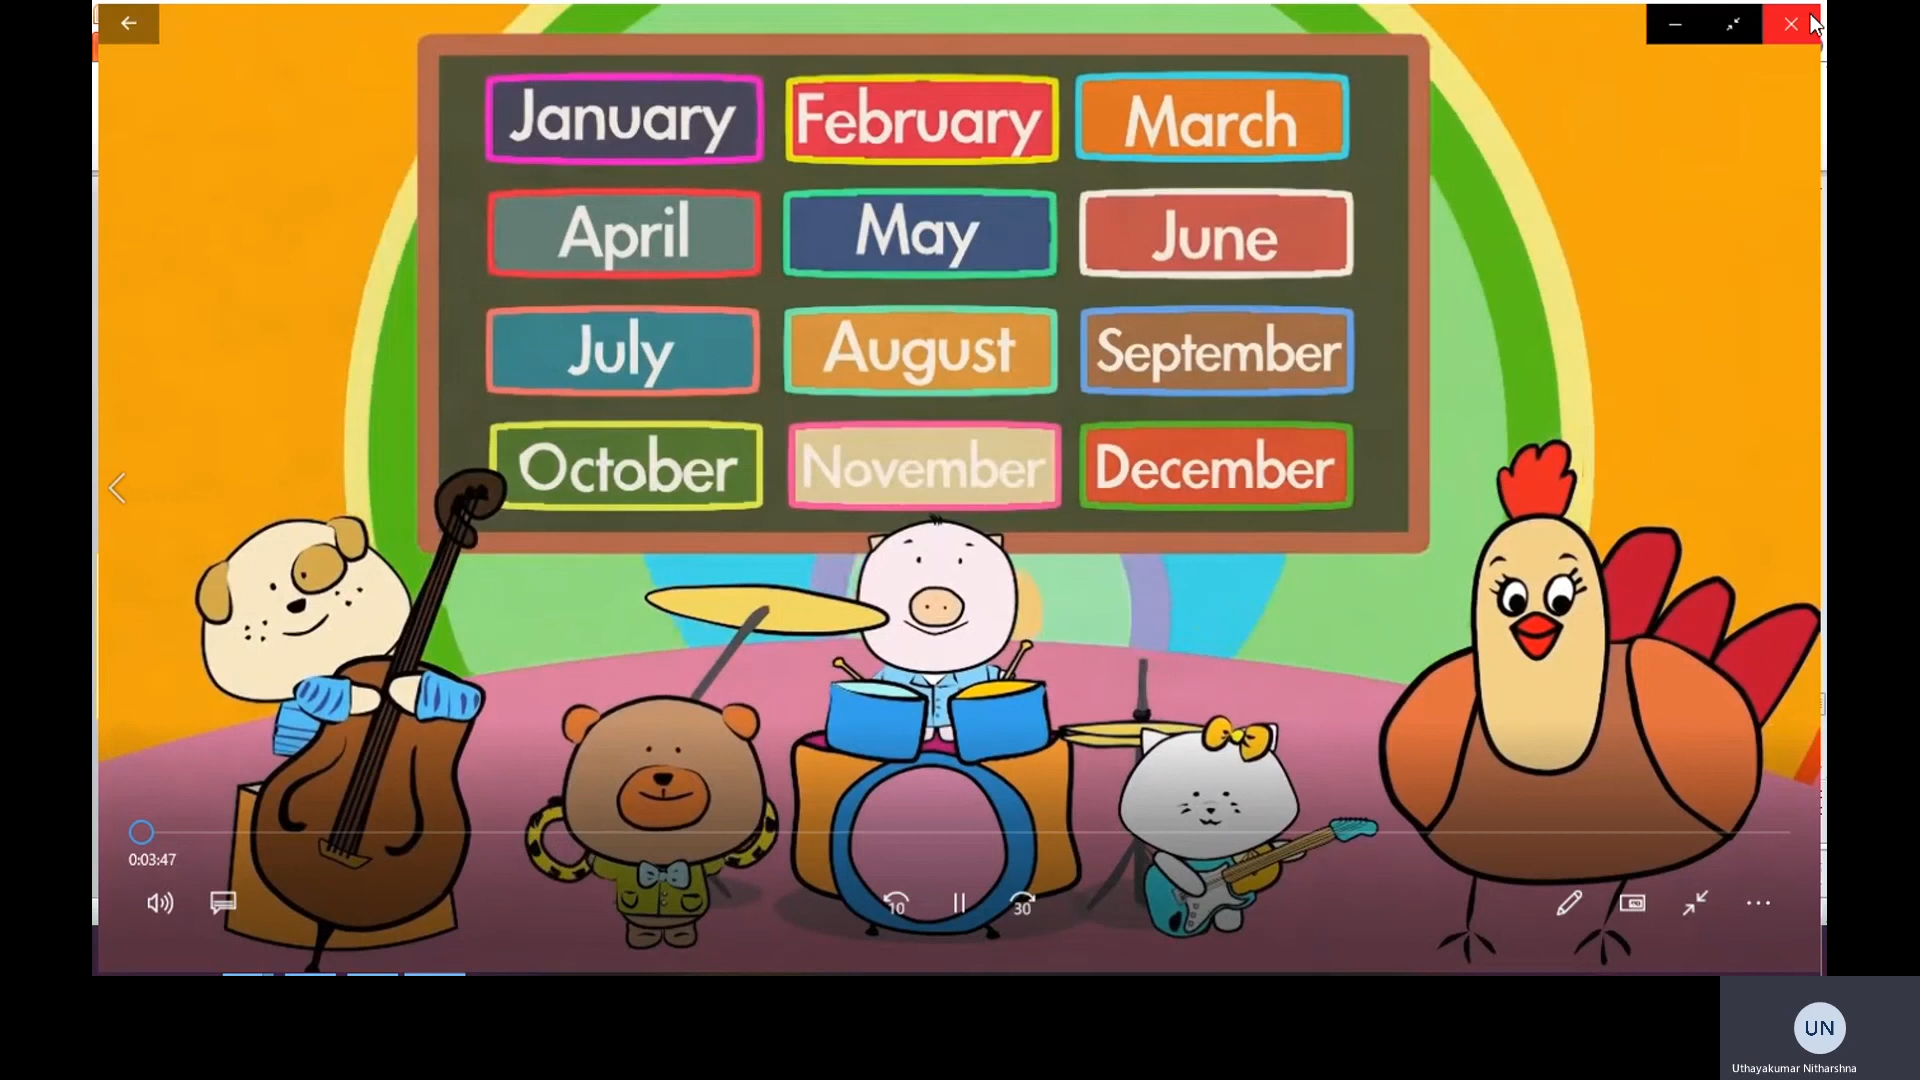 January February March
April May June
July August September
October November December
0:03:47
10 30
UN
Uthayakumar Nitharshna